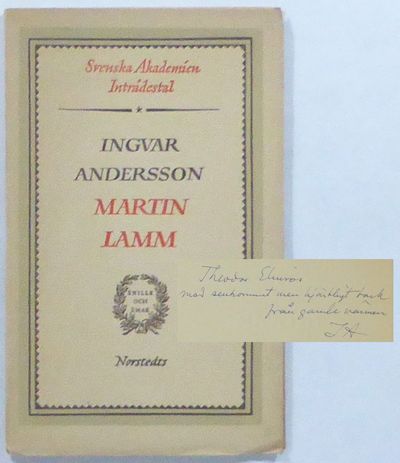 Svenska Akademien
Inträdestal
INGVAR
ANDERSSON
MARTIN
LAMM
SNILLE
OCH
SMAK
Norstedts
Theodor
med senkommet men hjärtligt tack
från gamle vännen
IA